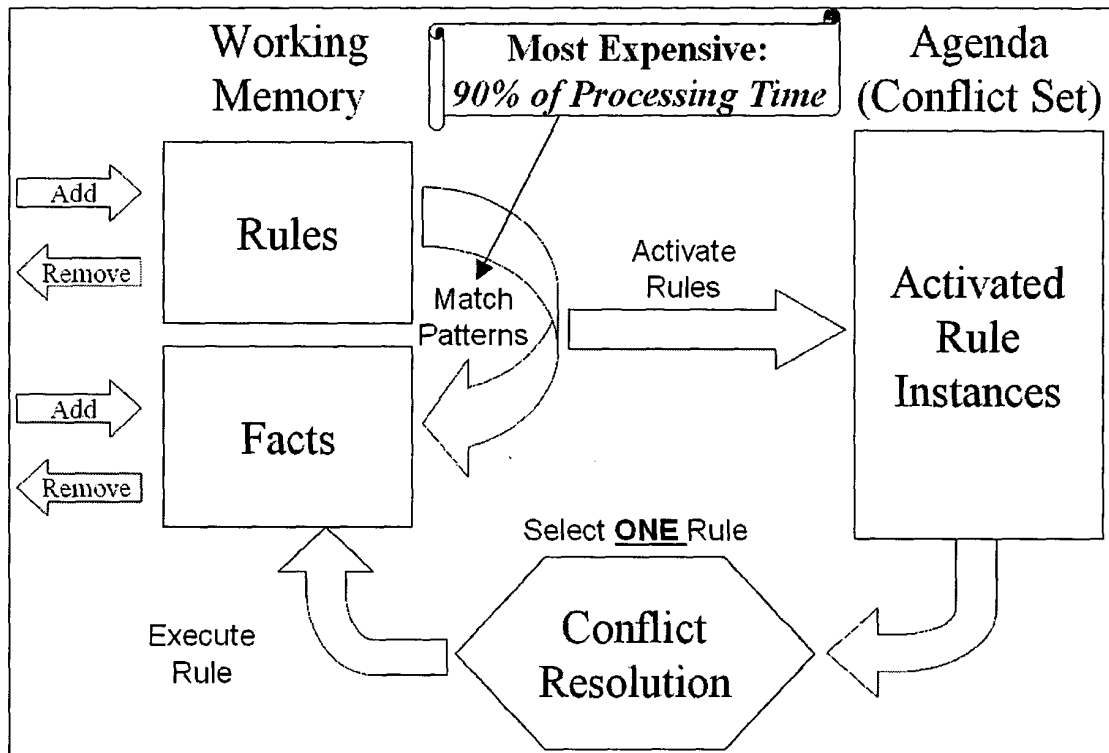 Working
Memory
Most Expensive:
90% of Processing Time
Agenda
(Conflict Set)
Add
Remove
Rules
Match
Patterns
Activate
Rules
Activated
Rule
Instances
Add
Remove
Facts
Select ONE Rule
Execute
Rule
Conflict
Resolution